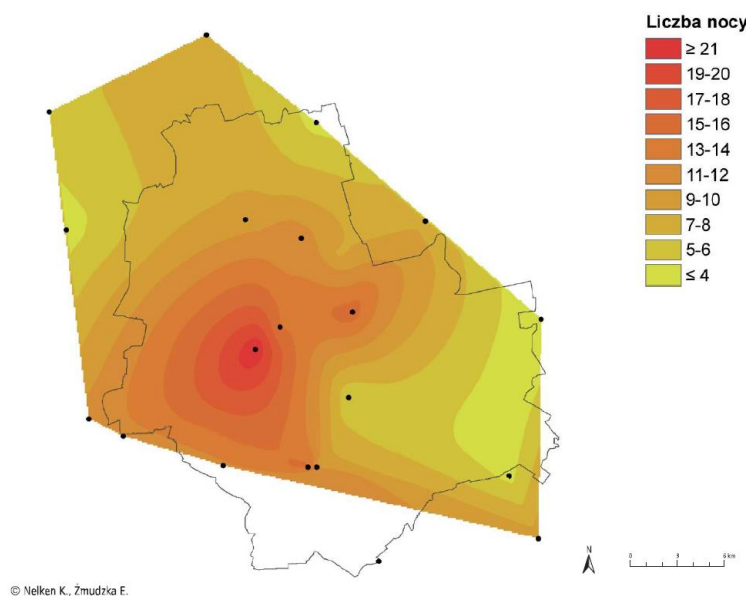 Liczba nocy
≥ 21
19-20
17-18
15-16
13-14
11-12
9-10
7-8
5-6
≤ 4
N
0 3 6 km
© Nelken K., Żmudzka E.